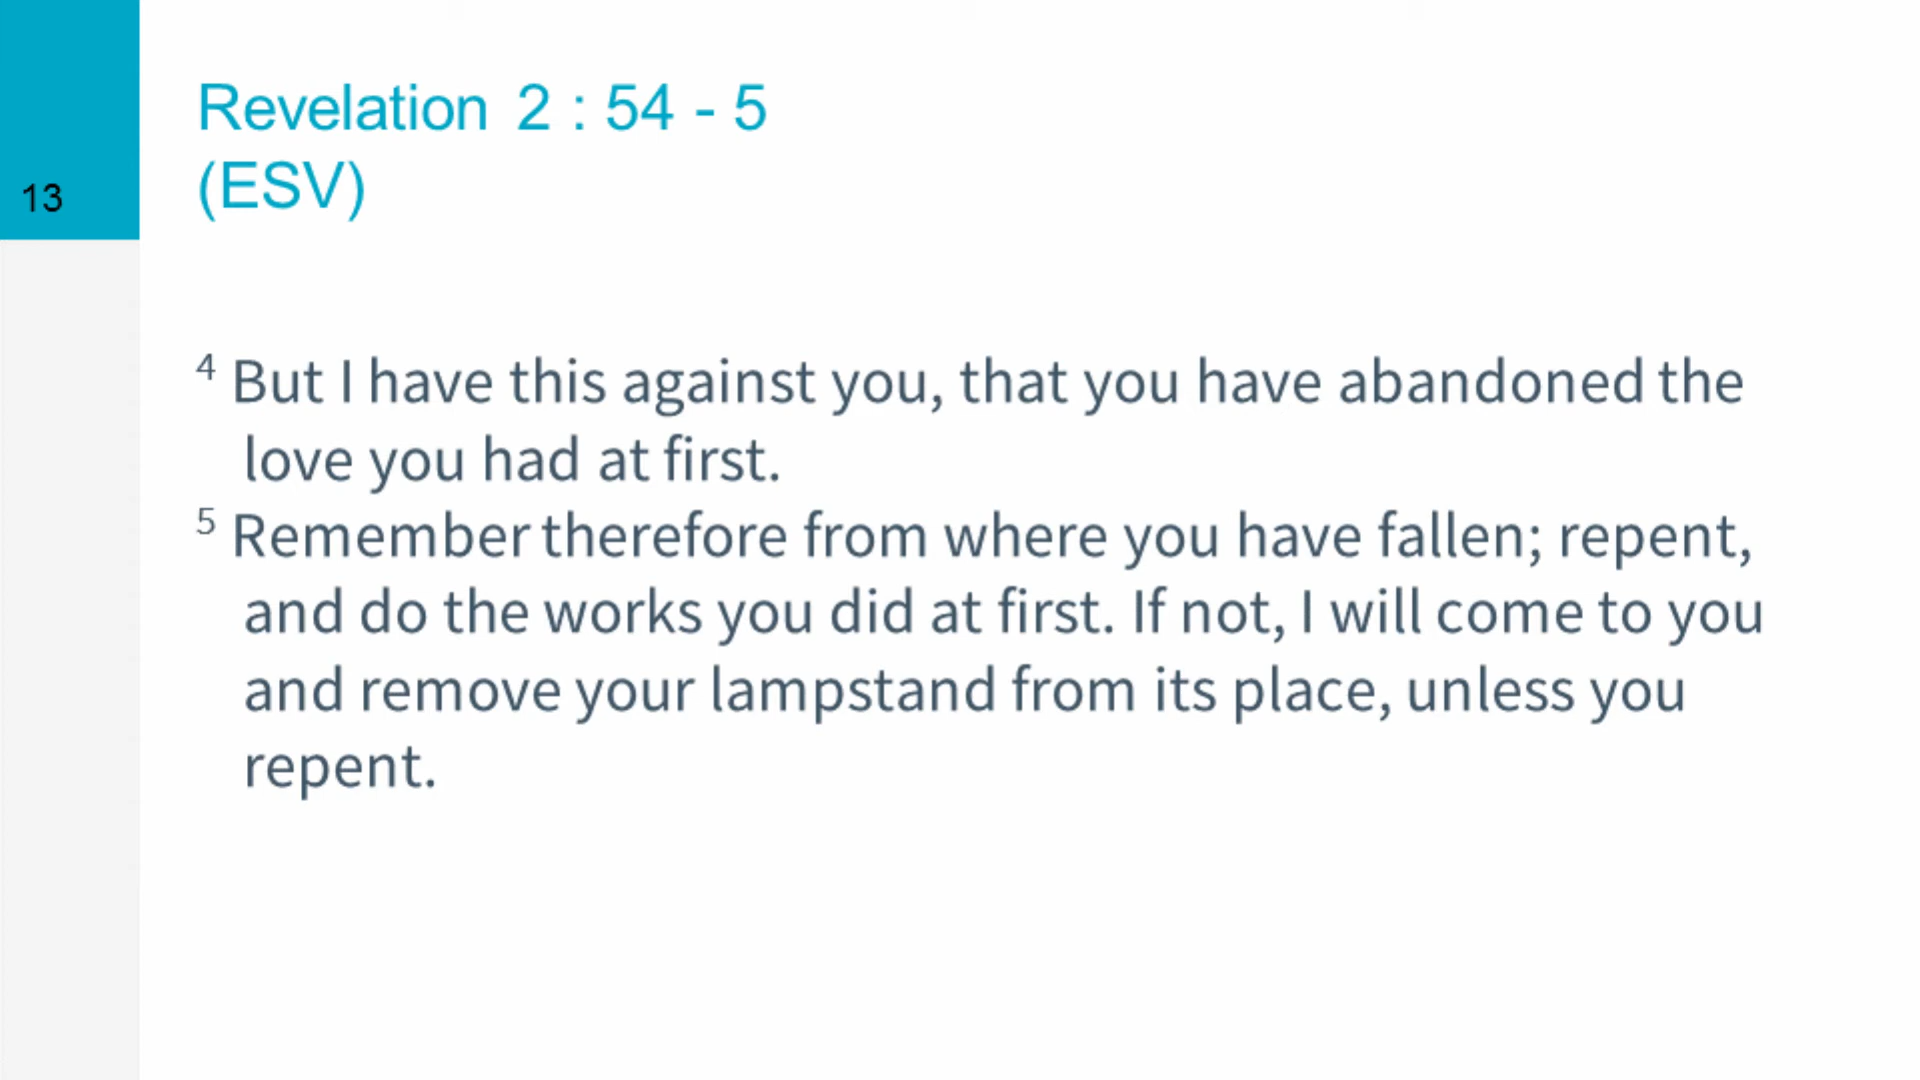 Revelation 2 : 54 - 5
(ESV)
13
4 But I have this against you, that you have abandoned the
love you had at first.
5 Remember therefore from where you have fallen; repent,
and do the works you did at first. If not, I will come to you
and remove your lampstand from its place, unless you
repent.